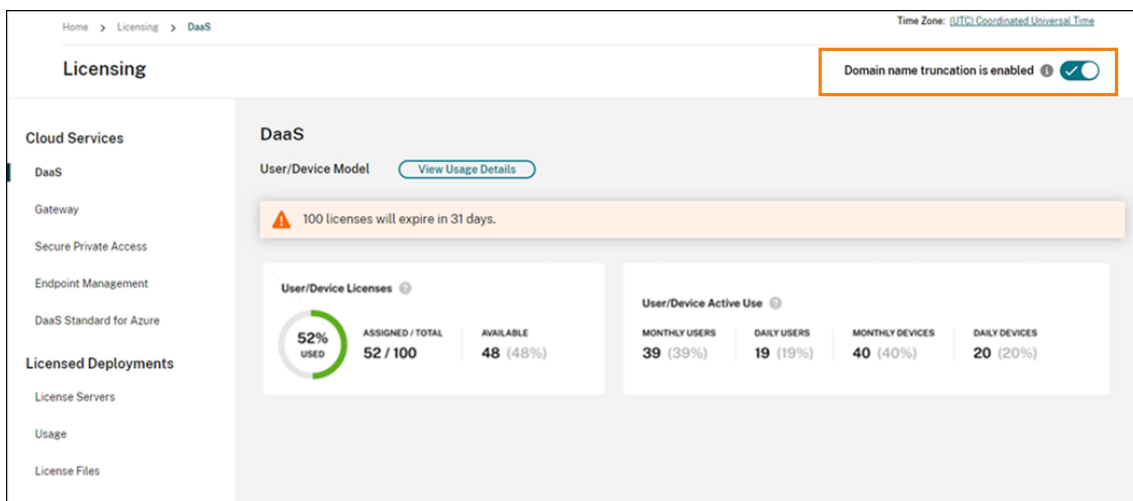 Home > Licensing > DaaS
Time Zone: (UTC) Coordinated Universal Time
Licensing
Domain name truncation is enabled
Cloud Services
DaaS
Gateway
Secure Private Access
Endpoint Management
DaaS Standard for Azure
Licensed Deployments
License Servers
Usage
License Files
DaaS
User/Device Model
View Usage Details
100 licenses will expire in 31 days.
User/Device Licenses
52%
USED
ASSIGNED / TOTAL
52 / 100
AVAILABLE
48 (48%)
User/Device Active Use
MONTHLY USERS
39 (39%)
DAILY USERS
19 (19%)
MONTHLY DEVICES
40 (40%)
DAILY DEVICES
20 (20%)